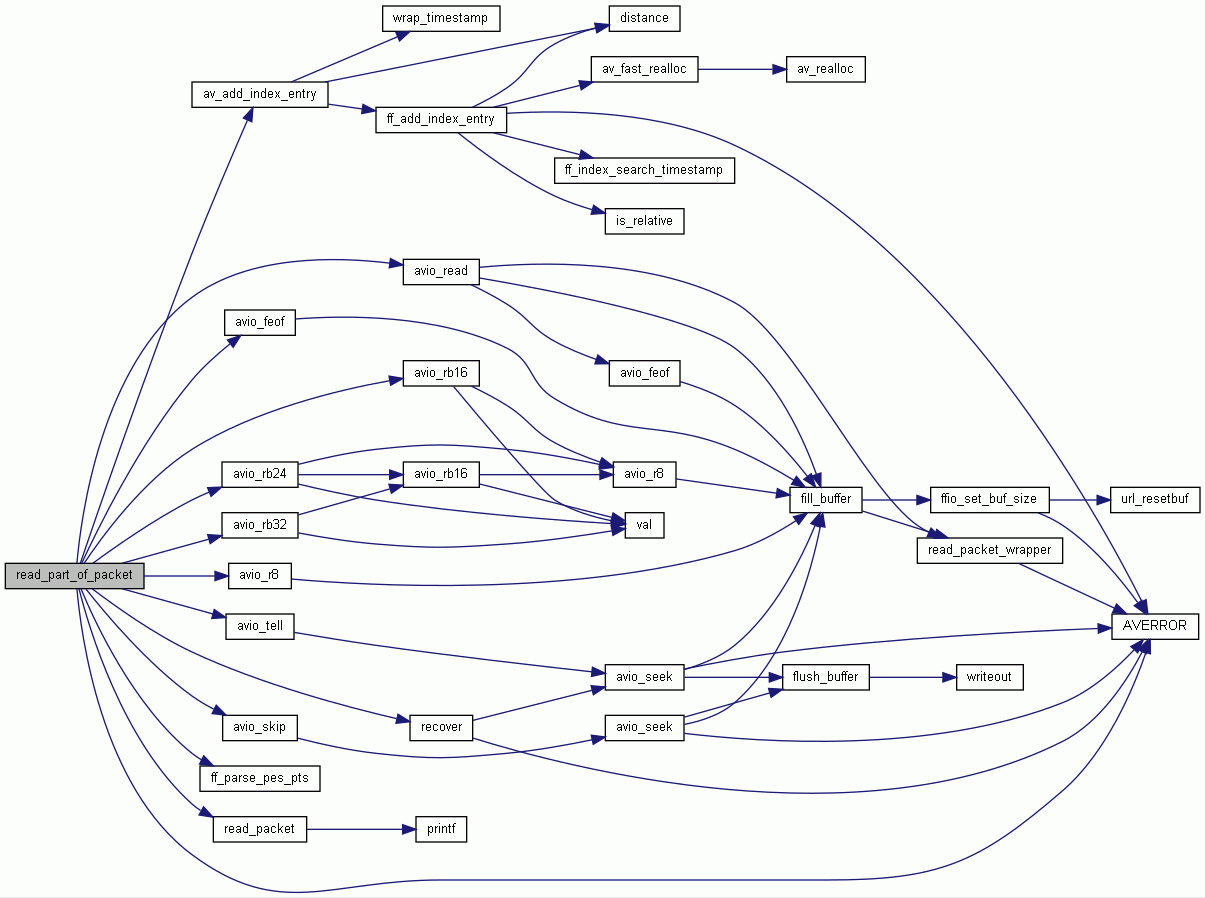 wrap_timestamp
distance
av_fast_realloc
av_realloc
av_add_index_entry
ff_add_index_entry
ff_index_search_timestamp
is_relative
avio_read
avio_feof
avio_rb16
avio_feof
avio_rb24
avio_rb16
avio_r8
fill_buffer
ffio_set_buf_size
url_resetbuf
avio_rb32
val
read_packet_wrapper
read_part_of_packet
avio_r8
avio_tell
AVERROR
avio_seek
flush_buffer
writeout
avio_skip
recover
avio_seek
ff_parse_pes_pts
read_packet
printf